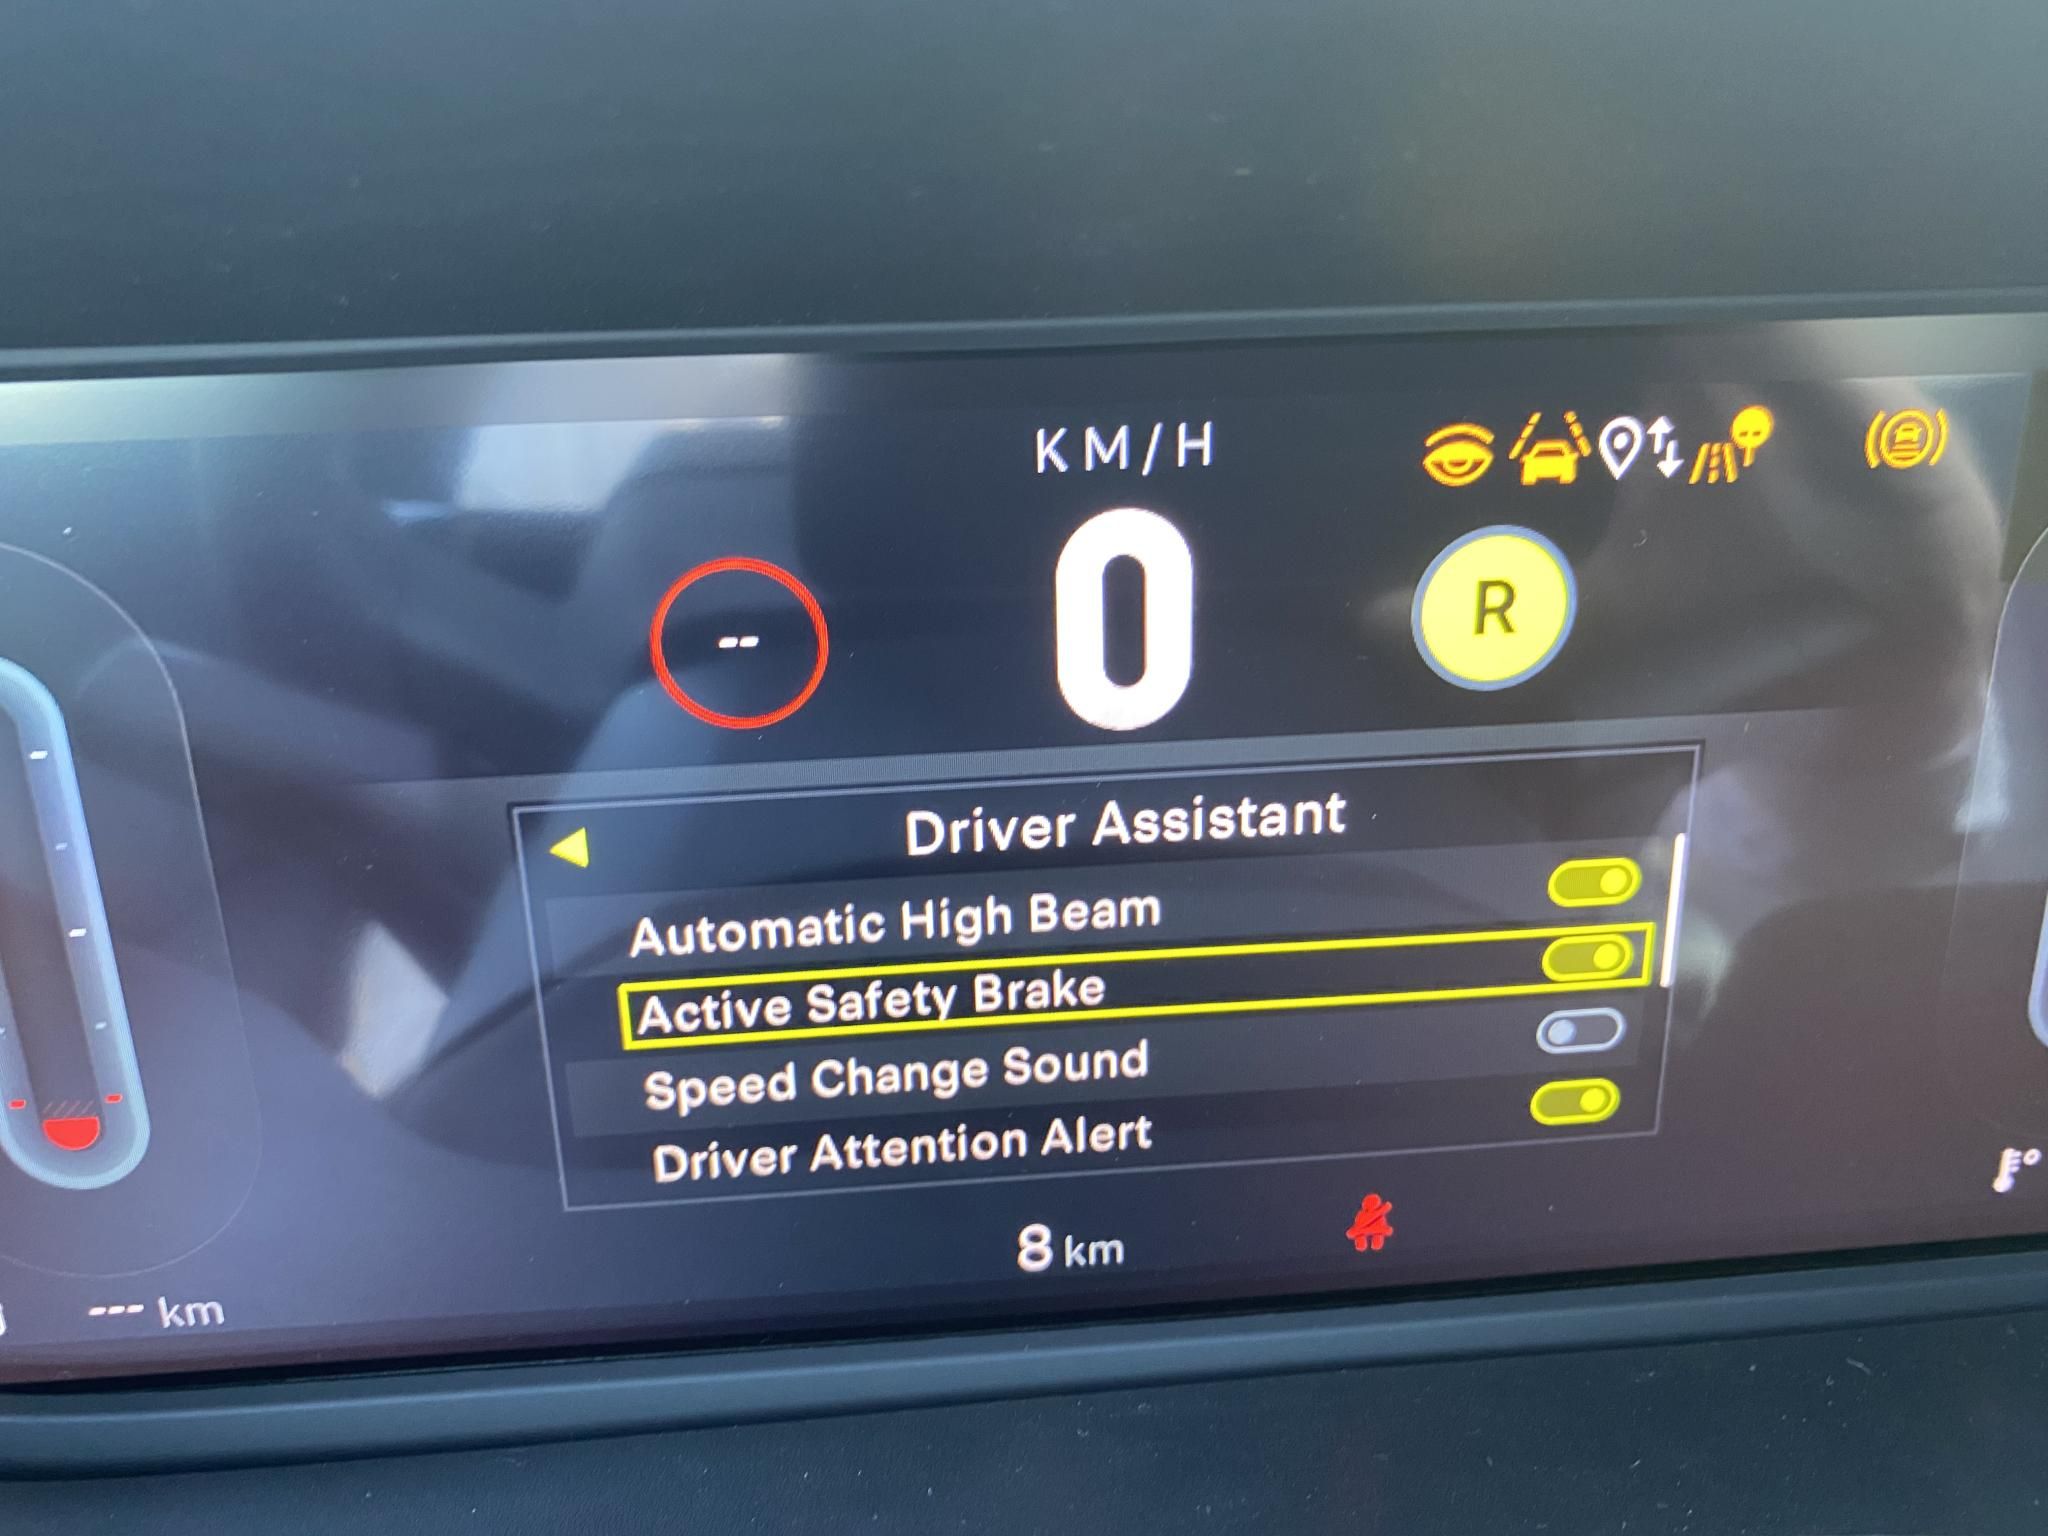 KM/H
--
0
R
Driver Assistant
Automatic High Beam
Active Safety Brake
Speed Change Sound
Driver Attention Alert
8 km
--- km